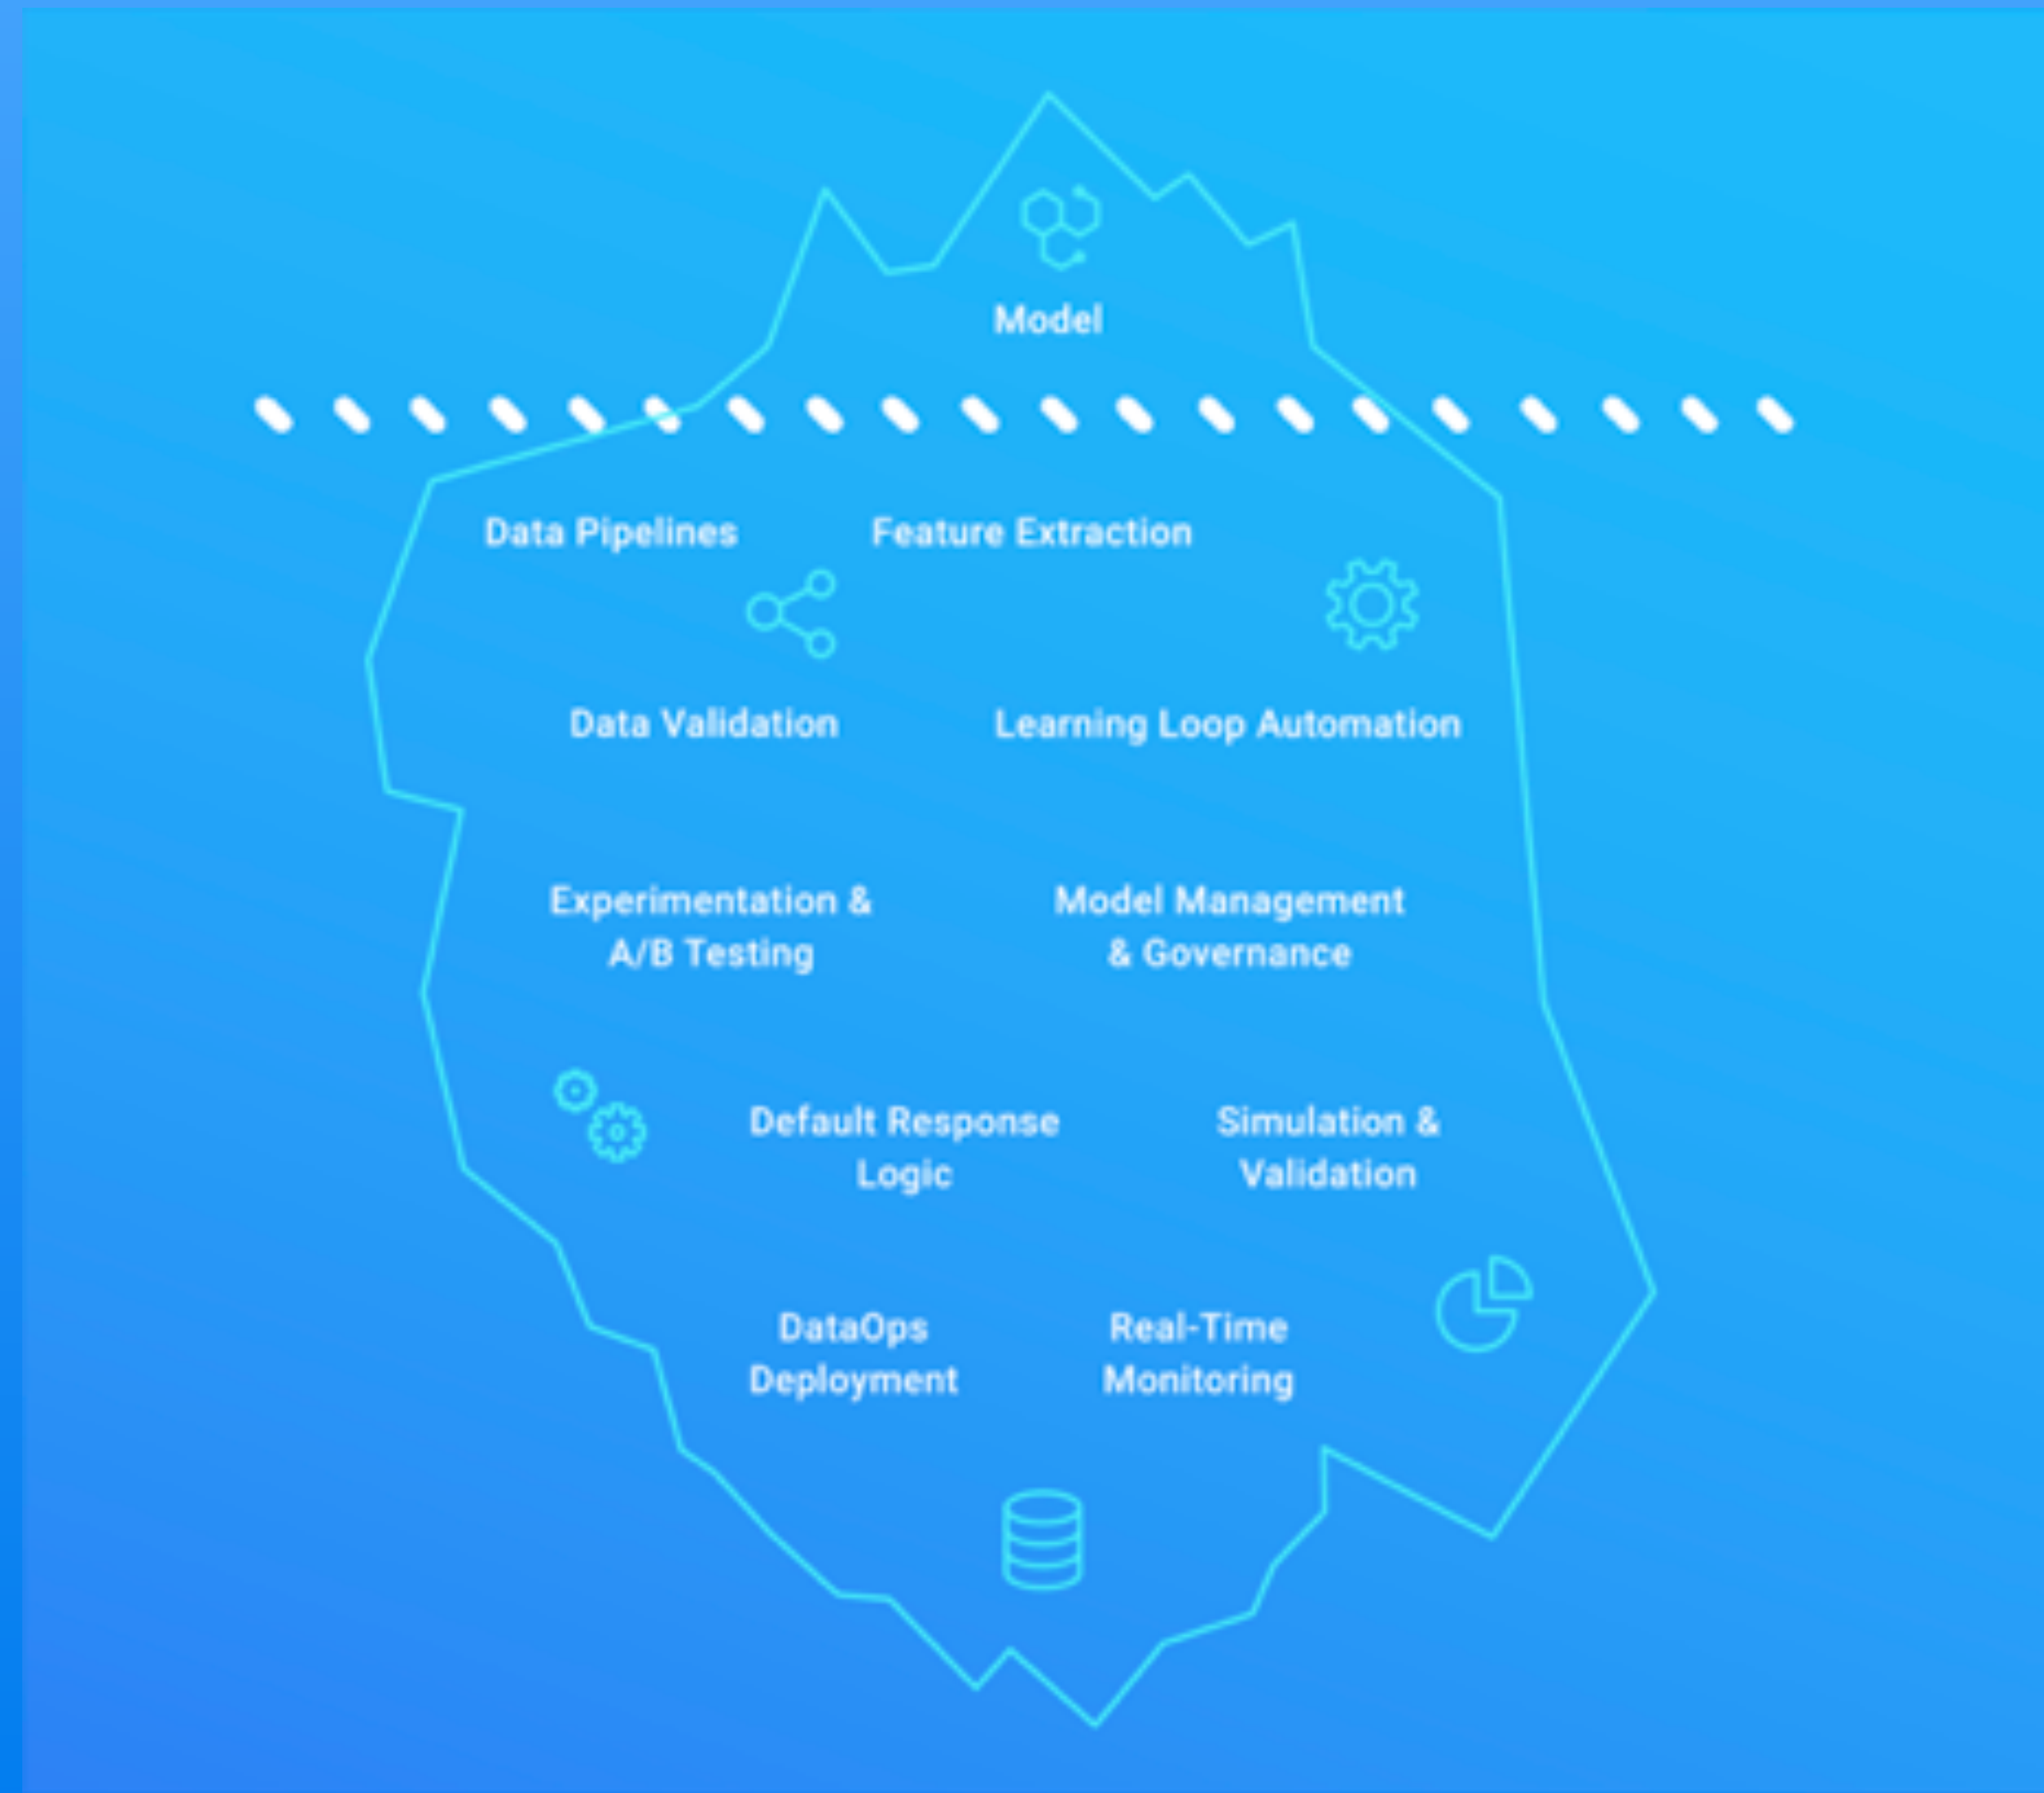 Model
Data Pipelines
Feature Extraction
Data Validation
Learning Loop Automation
Experimentation &
A/B Testing
Model Management
& Governance
Default Response
Logic
Simulation &
Validation
DataOps
Deployment
Real-Time
Monitoring